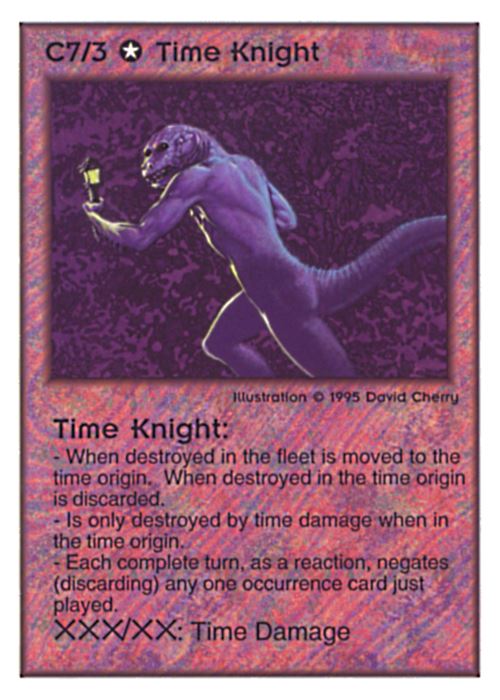 C7/3 ✪ Time Knight
Illustration © 1995 David Cherry
Time Knight:
- When destroyed in the fleet is moved to the
time origin.  When destroyed in the time origin
is discarded.
- Is only destroyed by time damage when in
the time origin.
- Each complete turn, as a reaction, negates
(discarding) any one occurrence card just
played.
XXX/XX: Time Damage